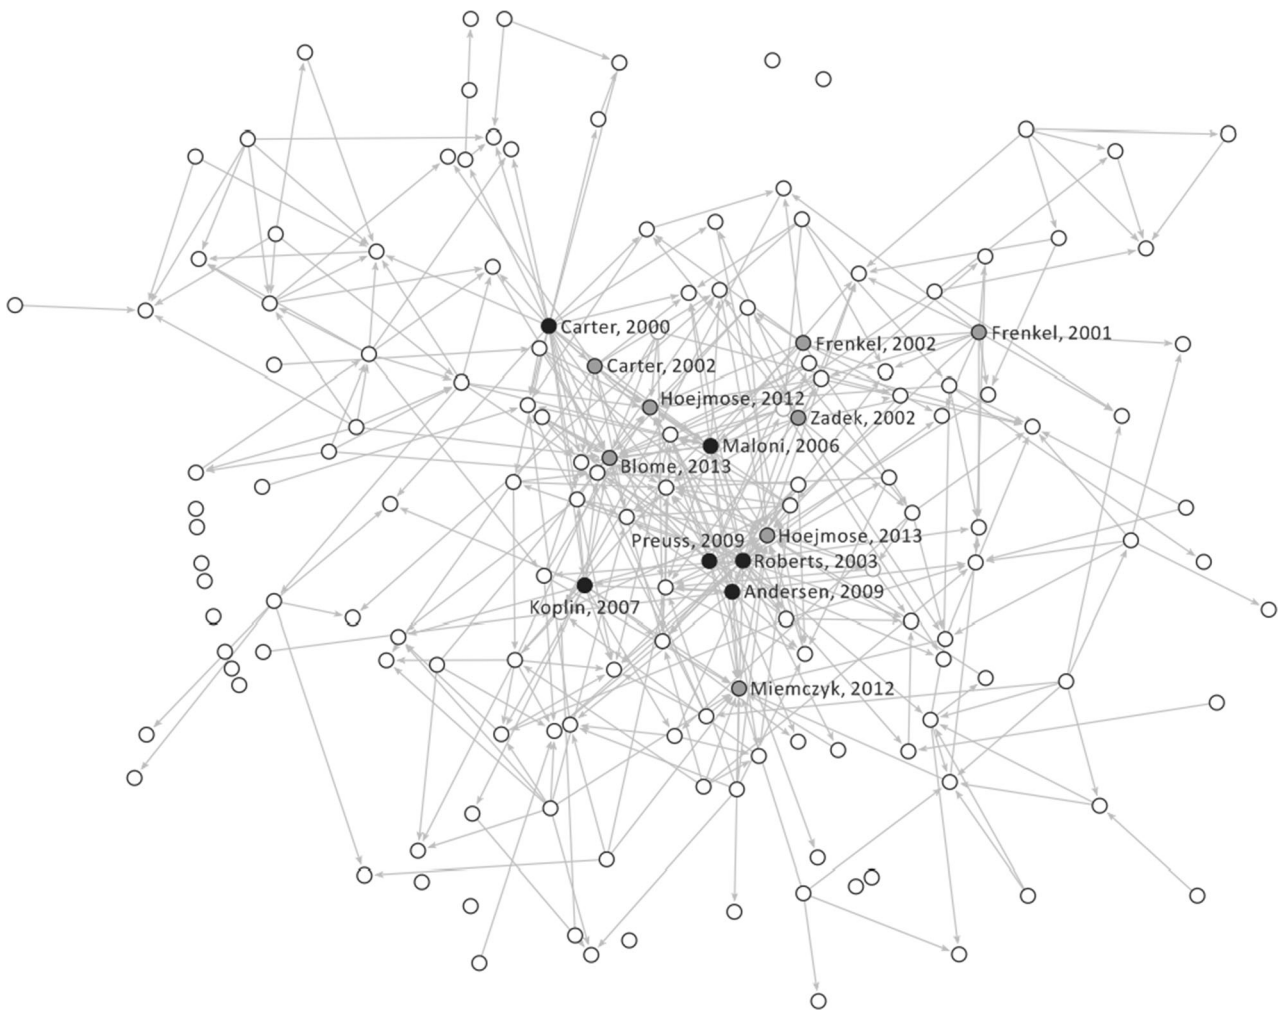 Carter, 2000
Frenkel, 2001
Frenkel, 2002
Carter, 2002
Hoejmose, 2012
Zadek, 2002
Maloni, 2006
Blome, 2013
Hoejmose, 2013
Preuss, 2009
Roberts, 2003
Andersen, 2009
Koplin, 2007
Miemczyk, 2012